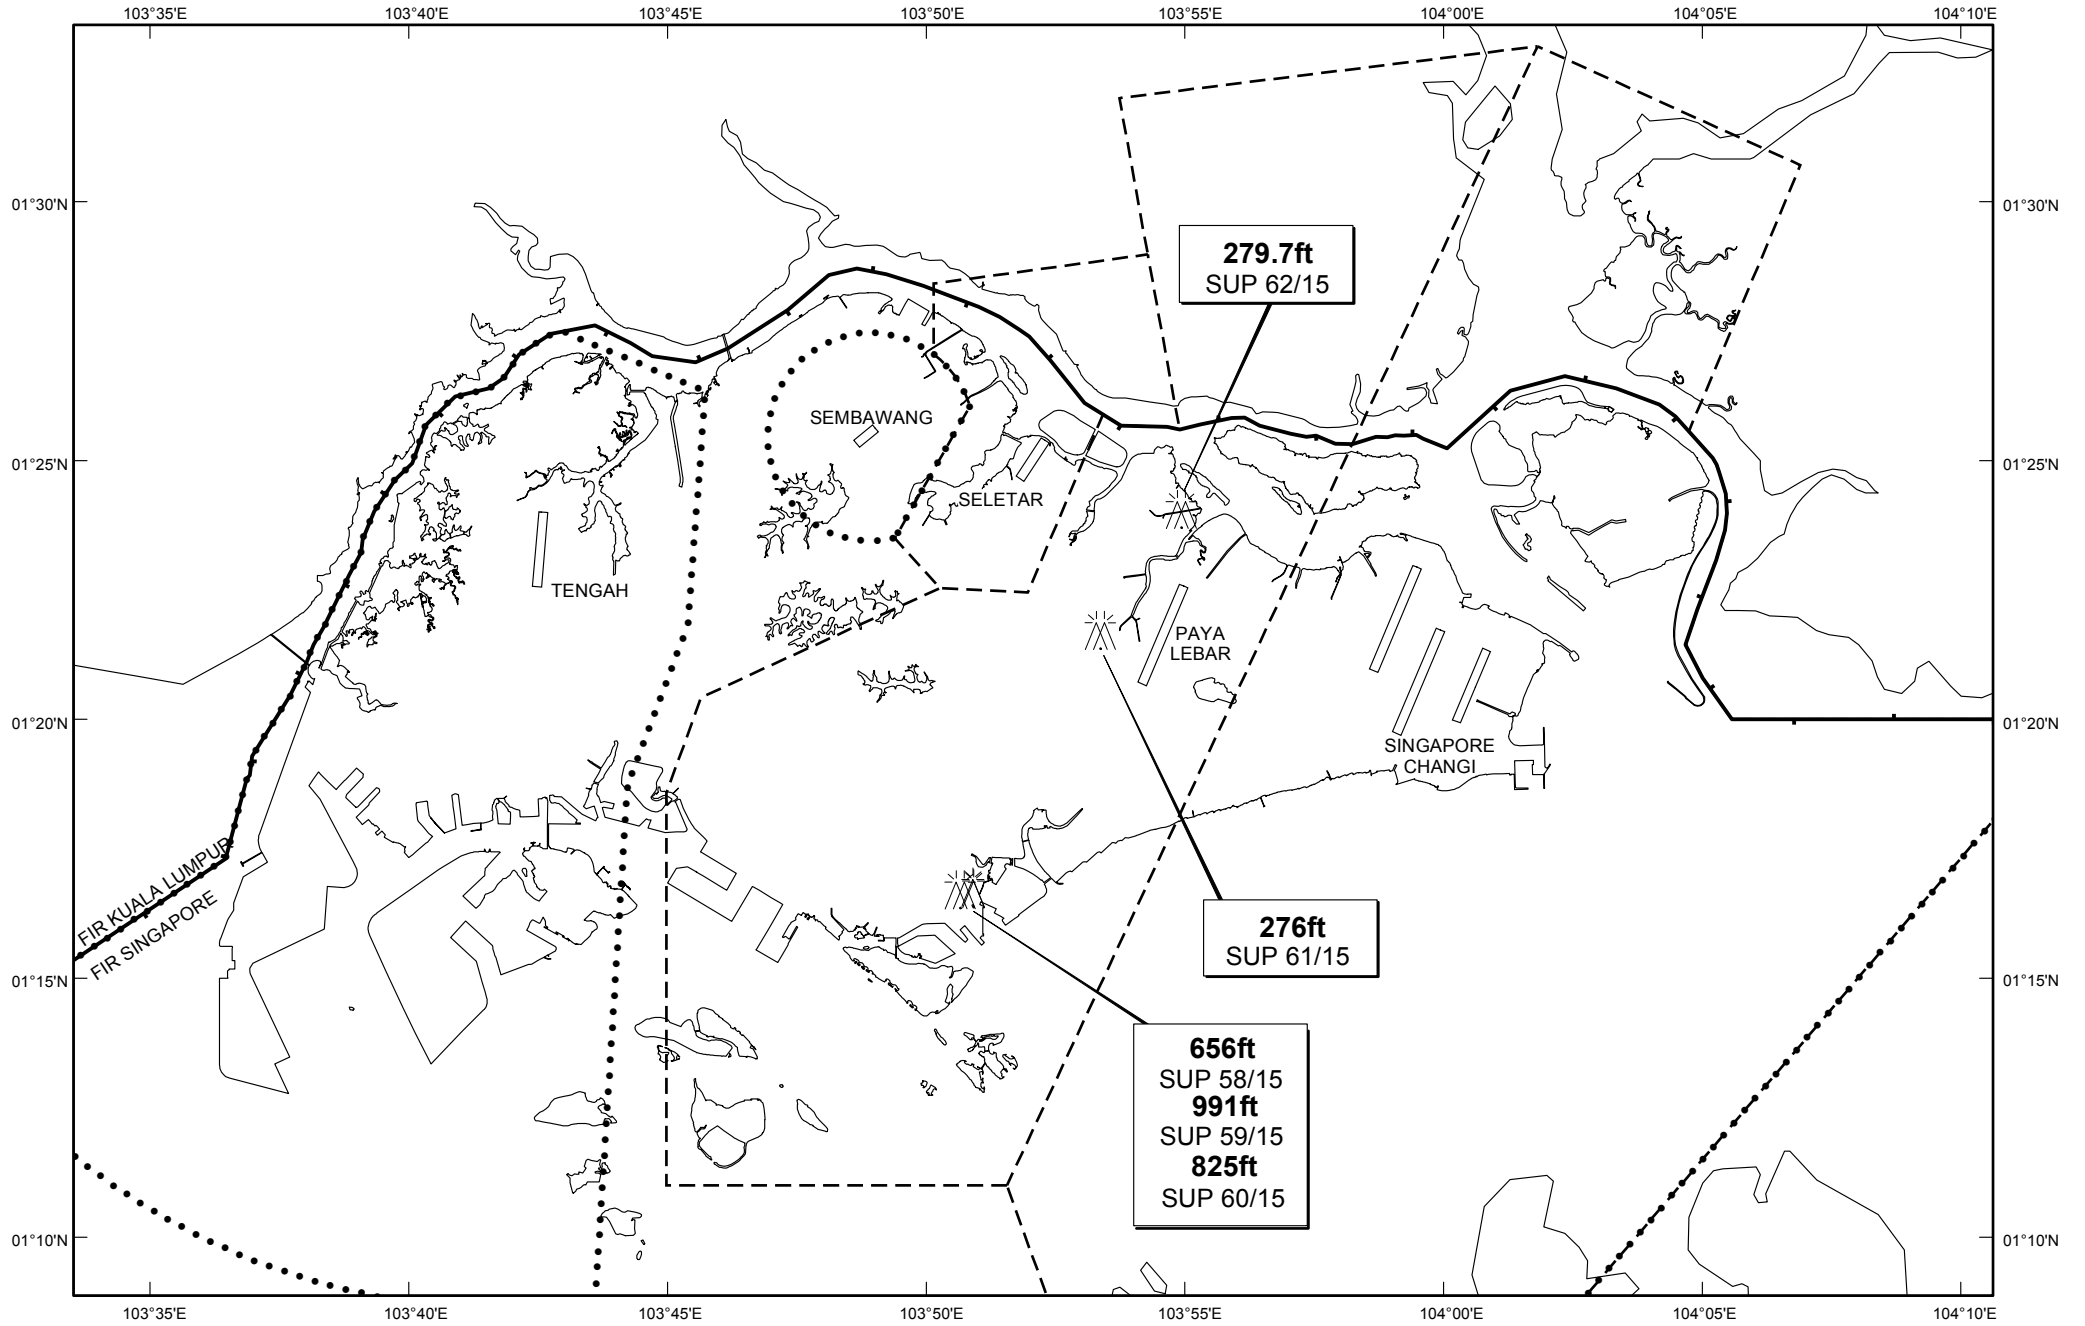 103°35'E 103°40'E 103°45'E 103°50'E 103°55'E 104°00'E 104°05'E 104°10'E
01°30'N 01°30'N
279.7ft
SUP 62/15
SEMBAWANG
01°25'N 01°25'N
SELETAR
TENGAH
PAYA
LEBAR
01°20'N 01°20'N
SINGAPORE
CHANGI
FIR KUALA LUMPUR
FIR SINGAPORE
276ft
SUP 61/15
01°15'N 01°15'N
656ft
SUP 58/15
991ft
SUP 59/15
825ft
SUP 60/15
01°10'N 01°10'N
103°35'E 103°40'E 103°45'E 103°50'E 103°55'E 104°00'E 104°05'E 104°10'E